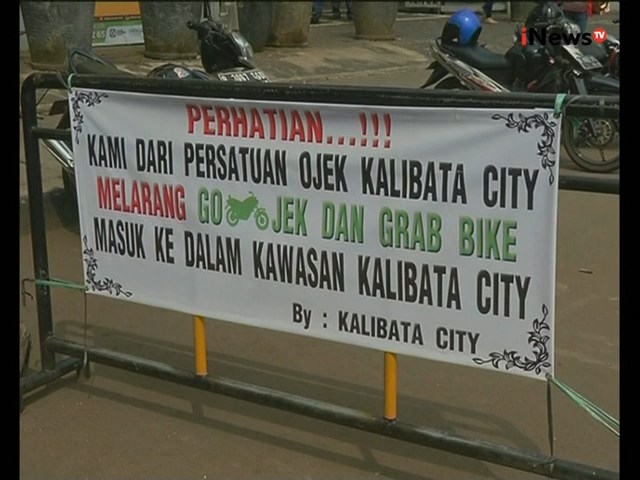 iNews TV
PERHATIAN...!!!
KAMI DARI PERSATUAN OJEK KALIBATA CITY
MELARANG GO JEK DAN GRAB BIKE
MASUK KE DALAM KAWASAN KALIBATA CITY
By : KALIBATA CITY